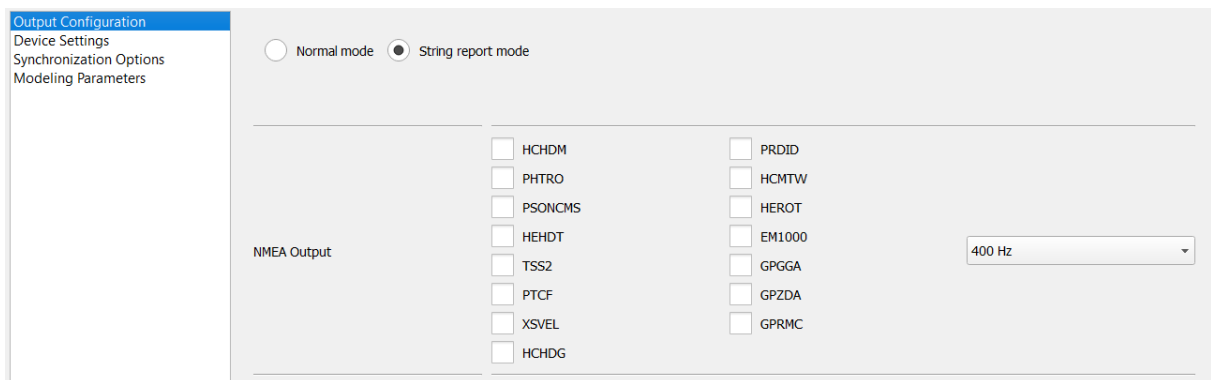 Output Configuration
Device Settings
Synchronization Options
Modeling Parameters
Normal mode String report mode
HCHDM PRDID
PHTRO HCMTW
PSONCMS HEROT
HEHDT EM1000
NMEA Output 400 Hz
TSS2 GPGGA
PTCF GPZDA
XSVEL GPRMC
HCHDG